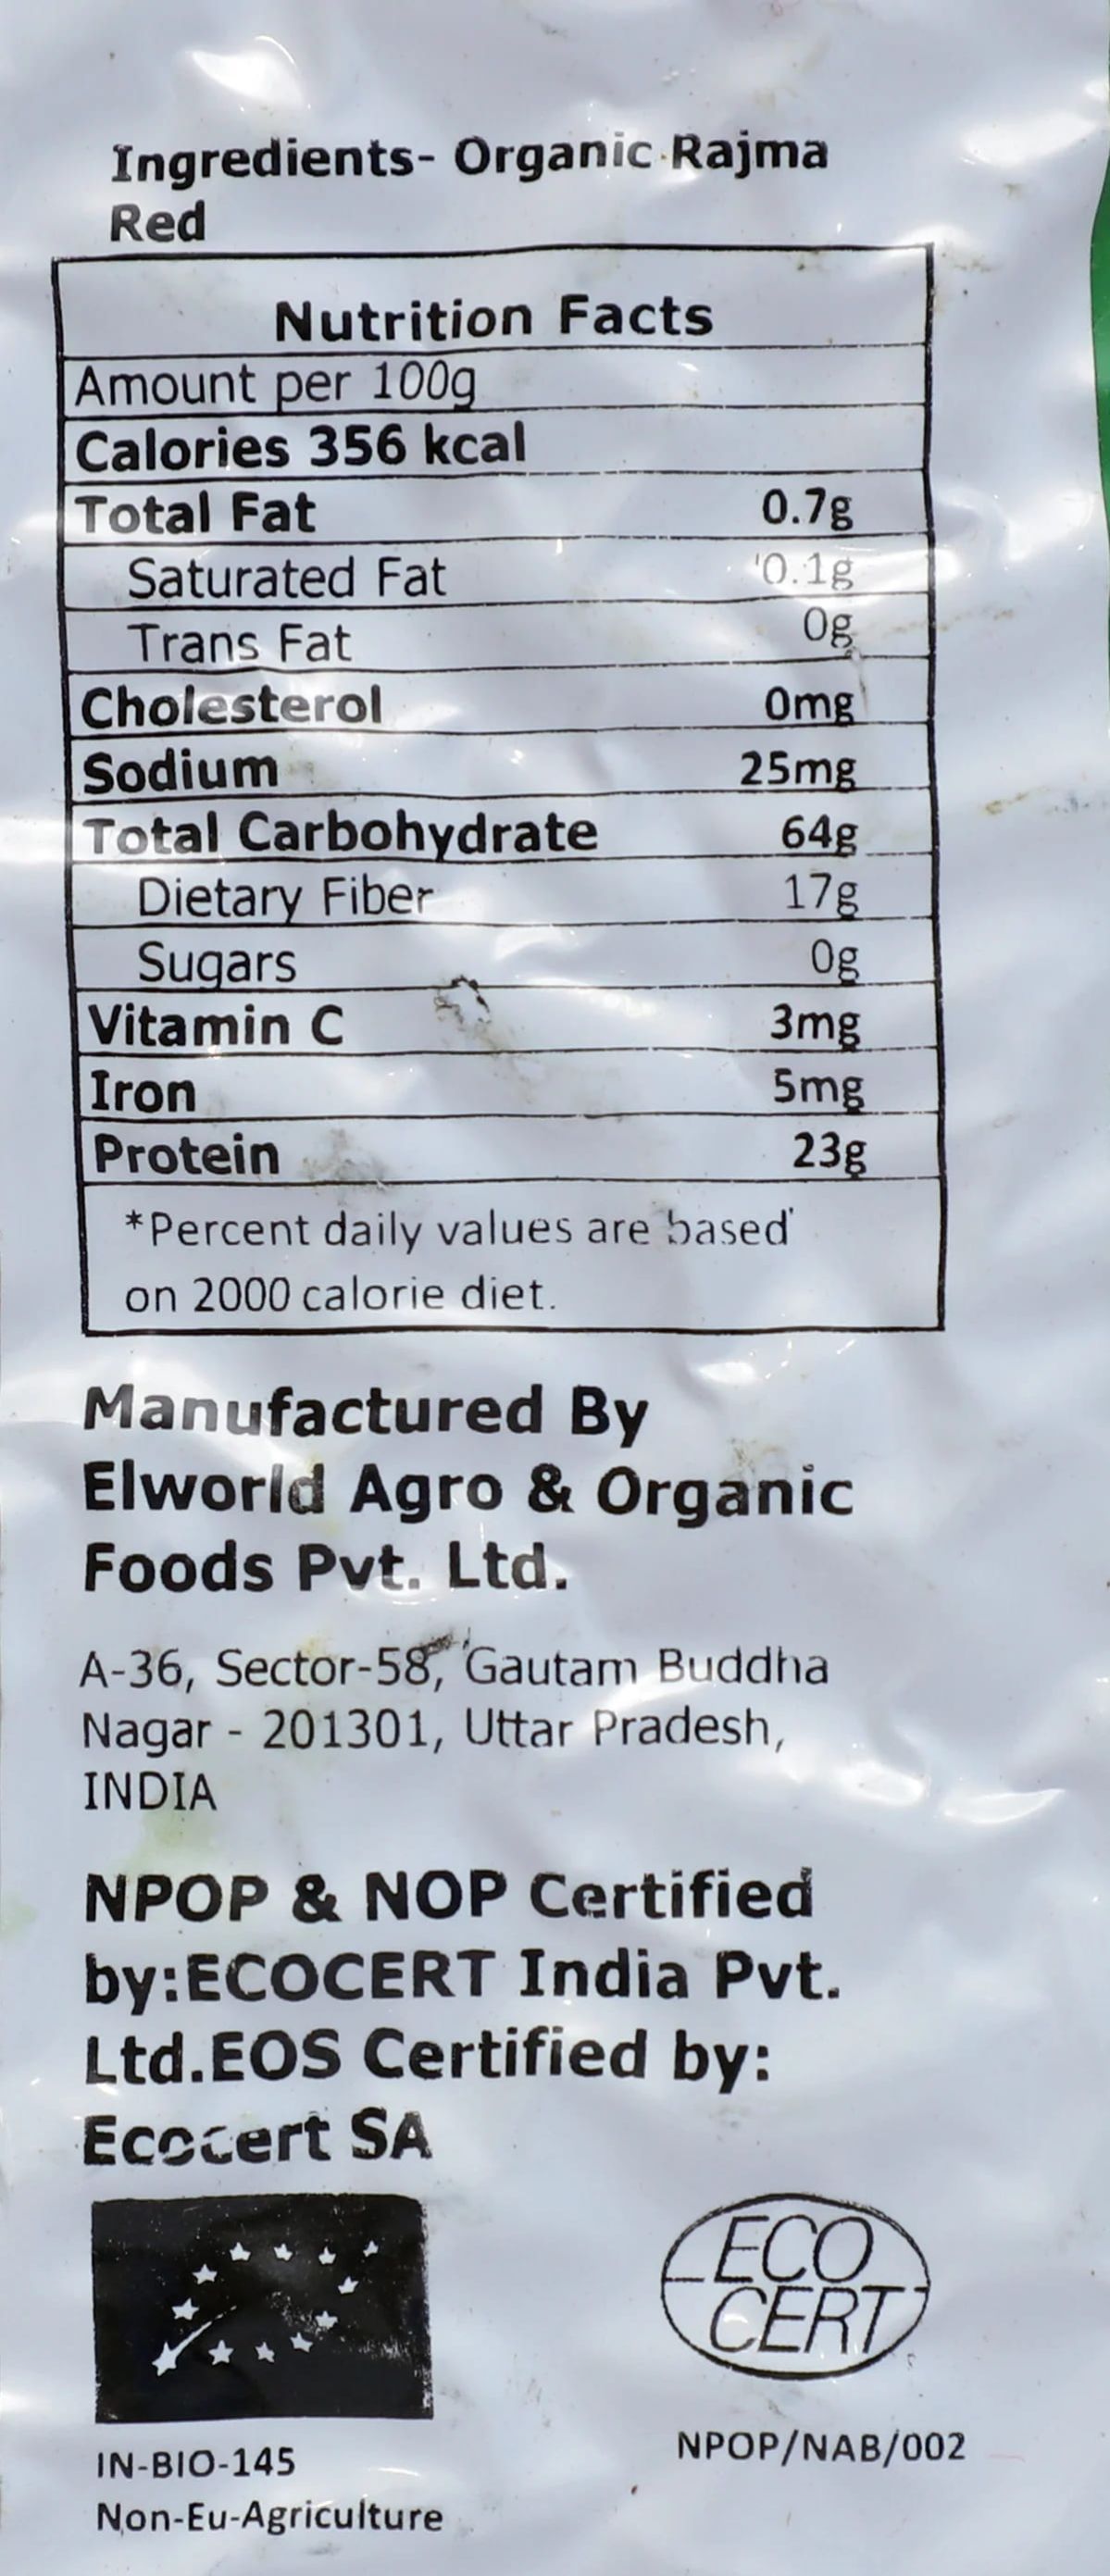 Ingredients- Organic Rajma
Red
Nutrition Facts
Amount per 100g
Calories 356 kcal
Total Fat 0.7g
Saturated Fat 0.1g
Trans Fat 0g
Cholesterol 0mg
Sodium 25mg
Total Carbohydrate 64g
Dietary Fiber 17g
Sugars 0g
Vitamin C 3mg
Iron 5mg
Protein 23g
*Percent daily values are based
on 2000 calorie diet.
Manufactured By
Elworld Agro & Organic
Foods Pvt. Ltd.
A-36, Sector-58, Gautam Buddha
Nagar - 201301, Uttar Pradesh,
INDIA
NPOP & NOP Certified
by:ECOCERT India Pvt.
Ltd.EOS Certified by:
Ecocert SA
ECO
CERT
IN-BIO-145
NPOP/NAB/002
Non-Eu-Agriculture